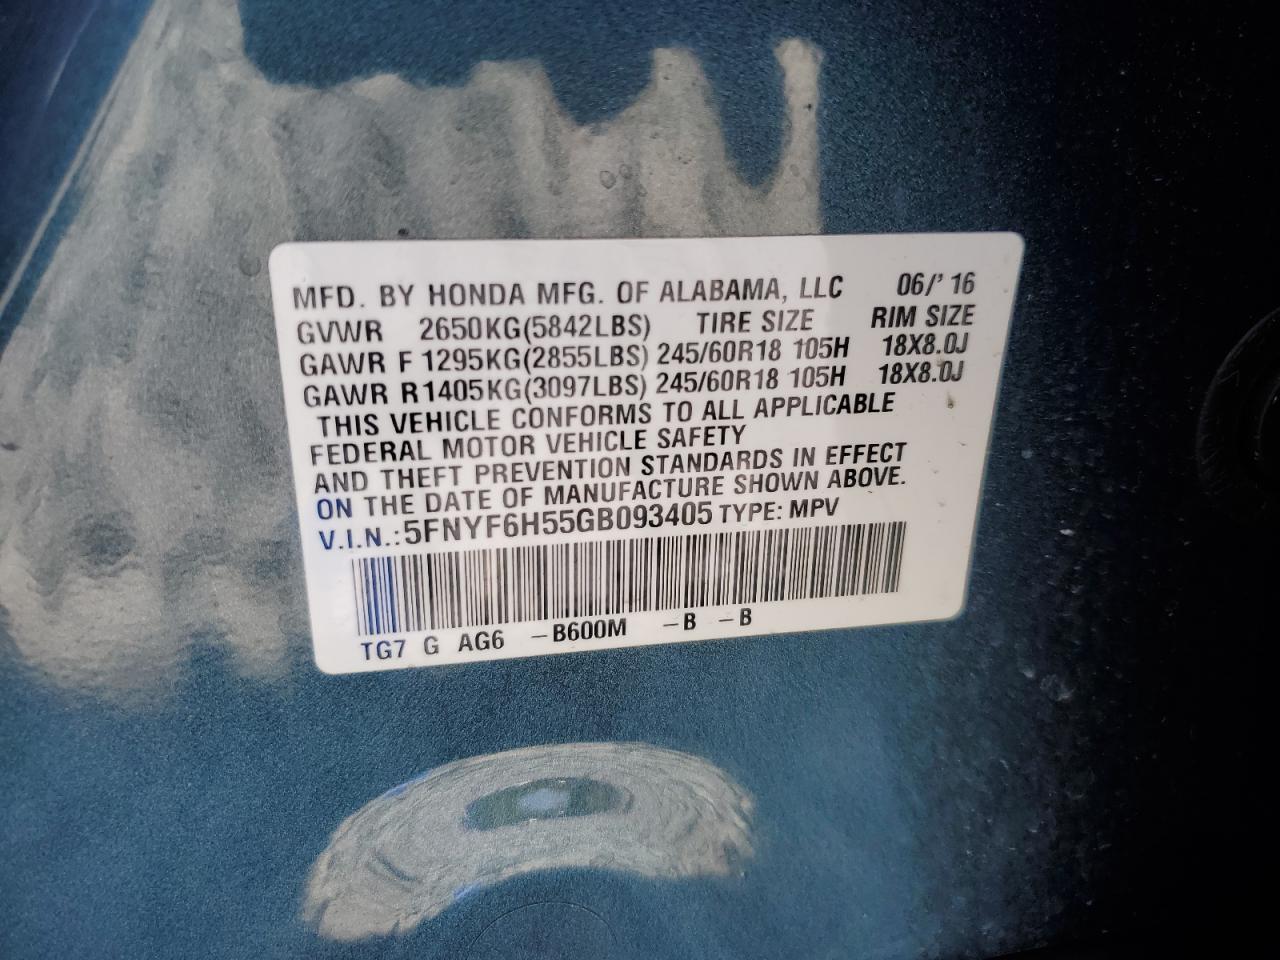 MFD. BY HONDA MFG. OF ALABAMA, LLC 06/' 16
GVWR 2650KG(5842LBS) TIRE SIZE RIM SIZE
GAWR F 1295KG(2855LBS) 245/60R18 105H 18X8.0J
GAWR R1405KG(3097LBS) 245/60R18 105H 18X8.0J
THIS VEHICLE CONFORMS TO ALL APPLICABLE
FEDERAL MOTOR VEHICLE SAFETY
AND THEFT PREVENTION STANDARDS IN EFFECT
ON THE DATE OF MANUFACTURE SHOWN ABOVE.
V.I.N.:5FNYF6H55GB093405 TYPE: MPV
TG7 G AG6 –B600M –B –B